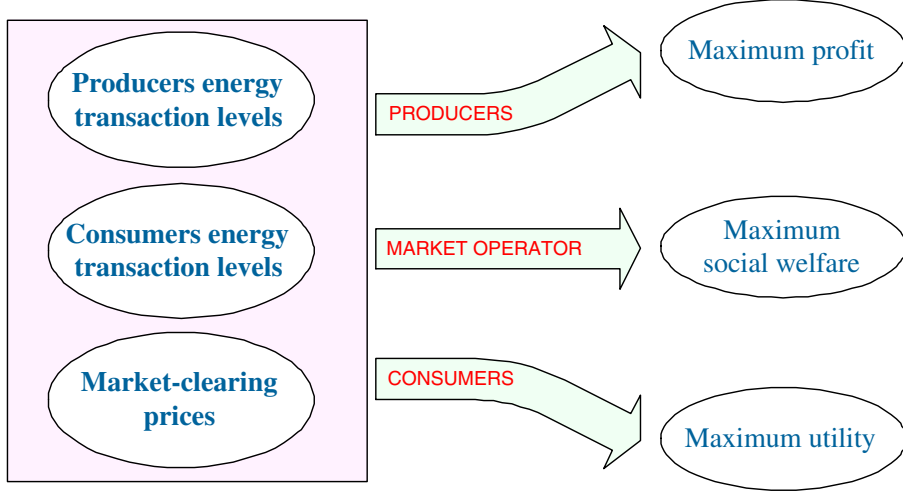 Producers energy
transaction levels
Consumers energy
transaction levels
Market-clearing
prices
PRODUCERS
MARKET OPERATOR
CONSUMERS
Maximum profit
Maximum
social welfare
Maximum utility